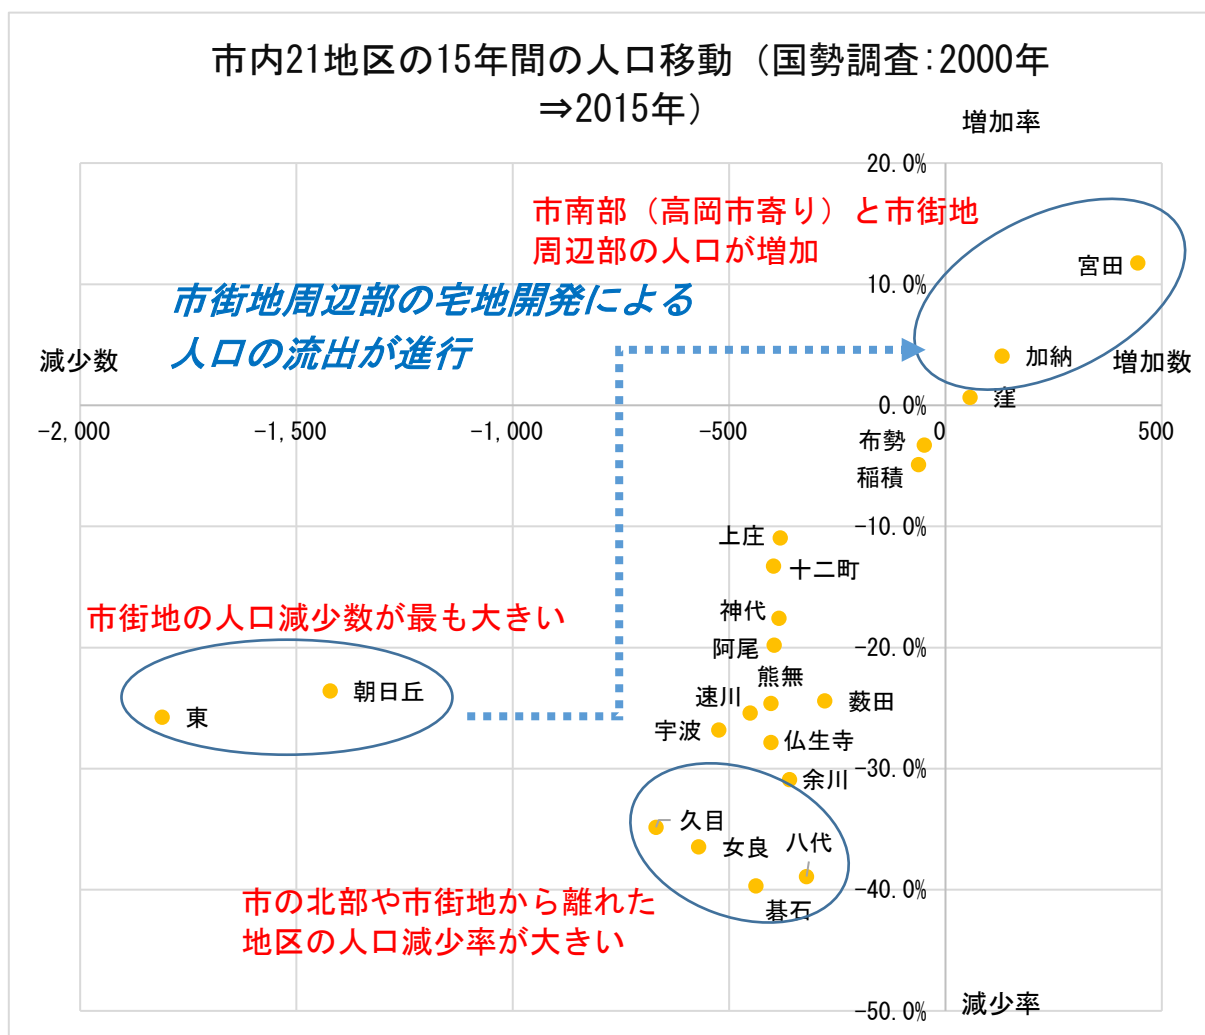 市内21地区の15年間の人口移動（国勢調査:2000年
⇒2015年）
増加率
20.0%
市南部（高岡市寄り）と市街地
周辺部の人口が増加
宮田
10.0%
市街地周辺部の宅地開発による
人口の流出が進行
減少数
加納
増加数
窪
0.0%
-2,000
-1,500
-1,000
-500
0
500
布勢
稲積
-10.0%
上庄
十二町
市街地の人口減少数が最も大きい
神代
阿尾
-20.0%
熊無
朝日丘
速川
薮田
東
宇波
仏生寺
-30.0%
余川
久目
女良
八代
-40.0%
碁石
市の北部や市街地から離れた
地区の人口減少率が大きい
-50.0%
減少率